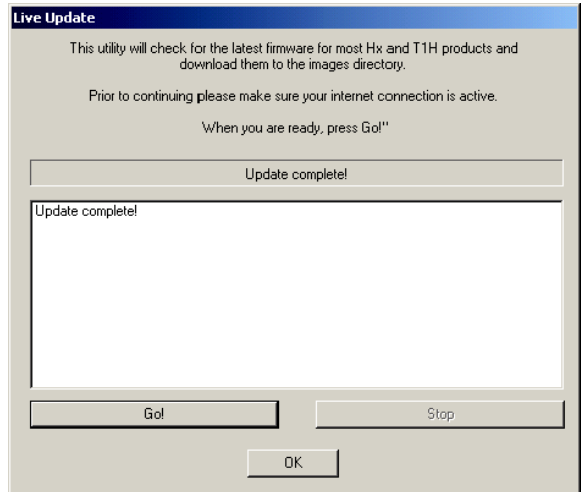 Live Update
This utility will check for the latest firmware for most Hx and T1H products and
download them to the images directory.
Prior to continuing please make sure your internet connection is active.
When you are ready, press Go!"
Update complete!
Update complete!
Go! Stop
OK